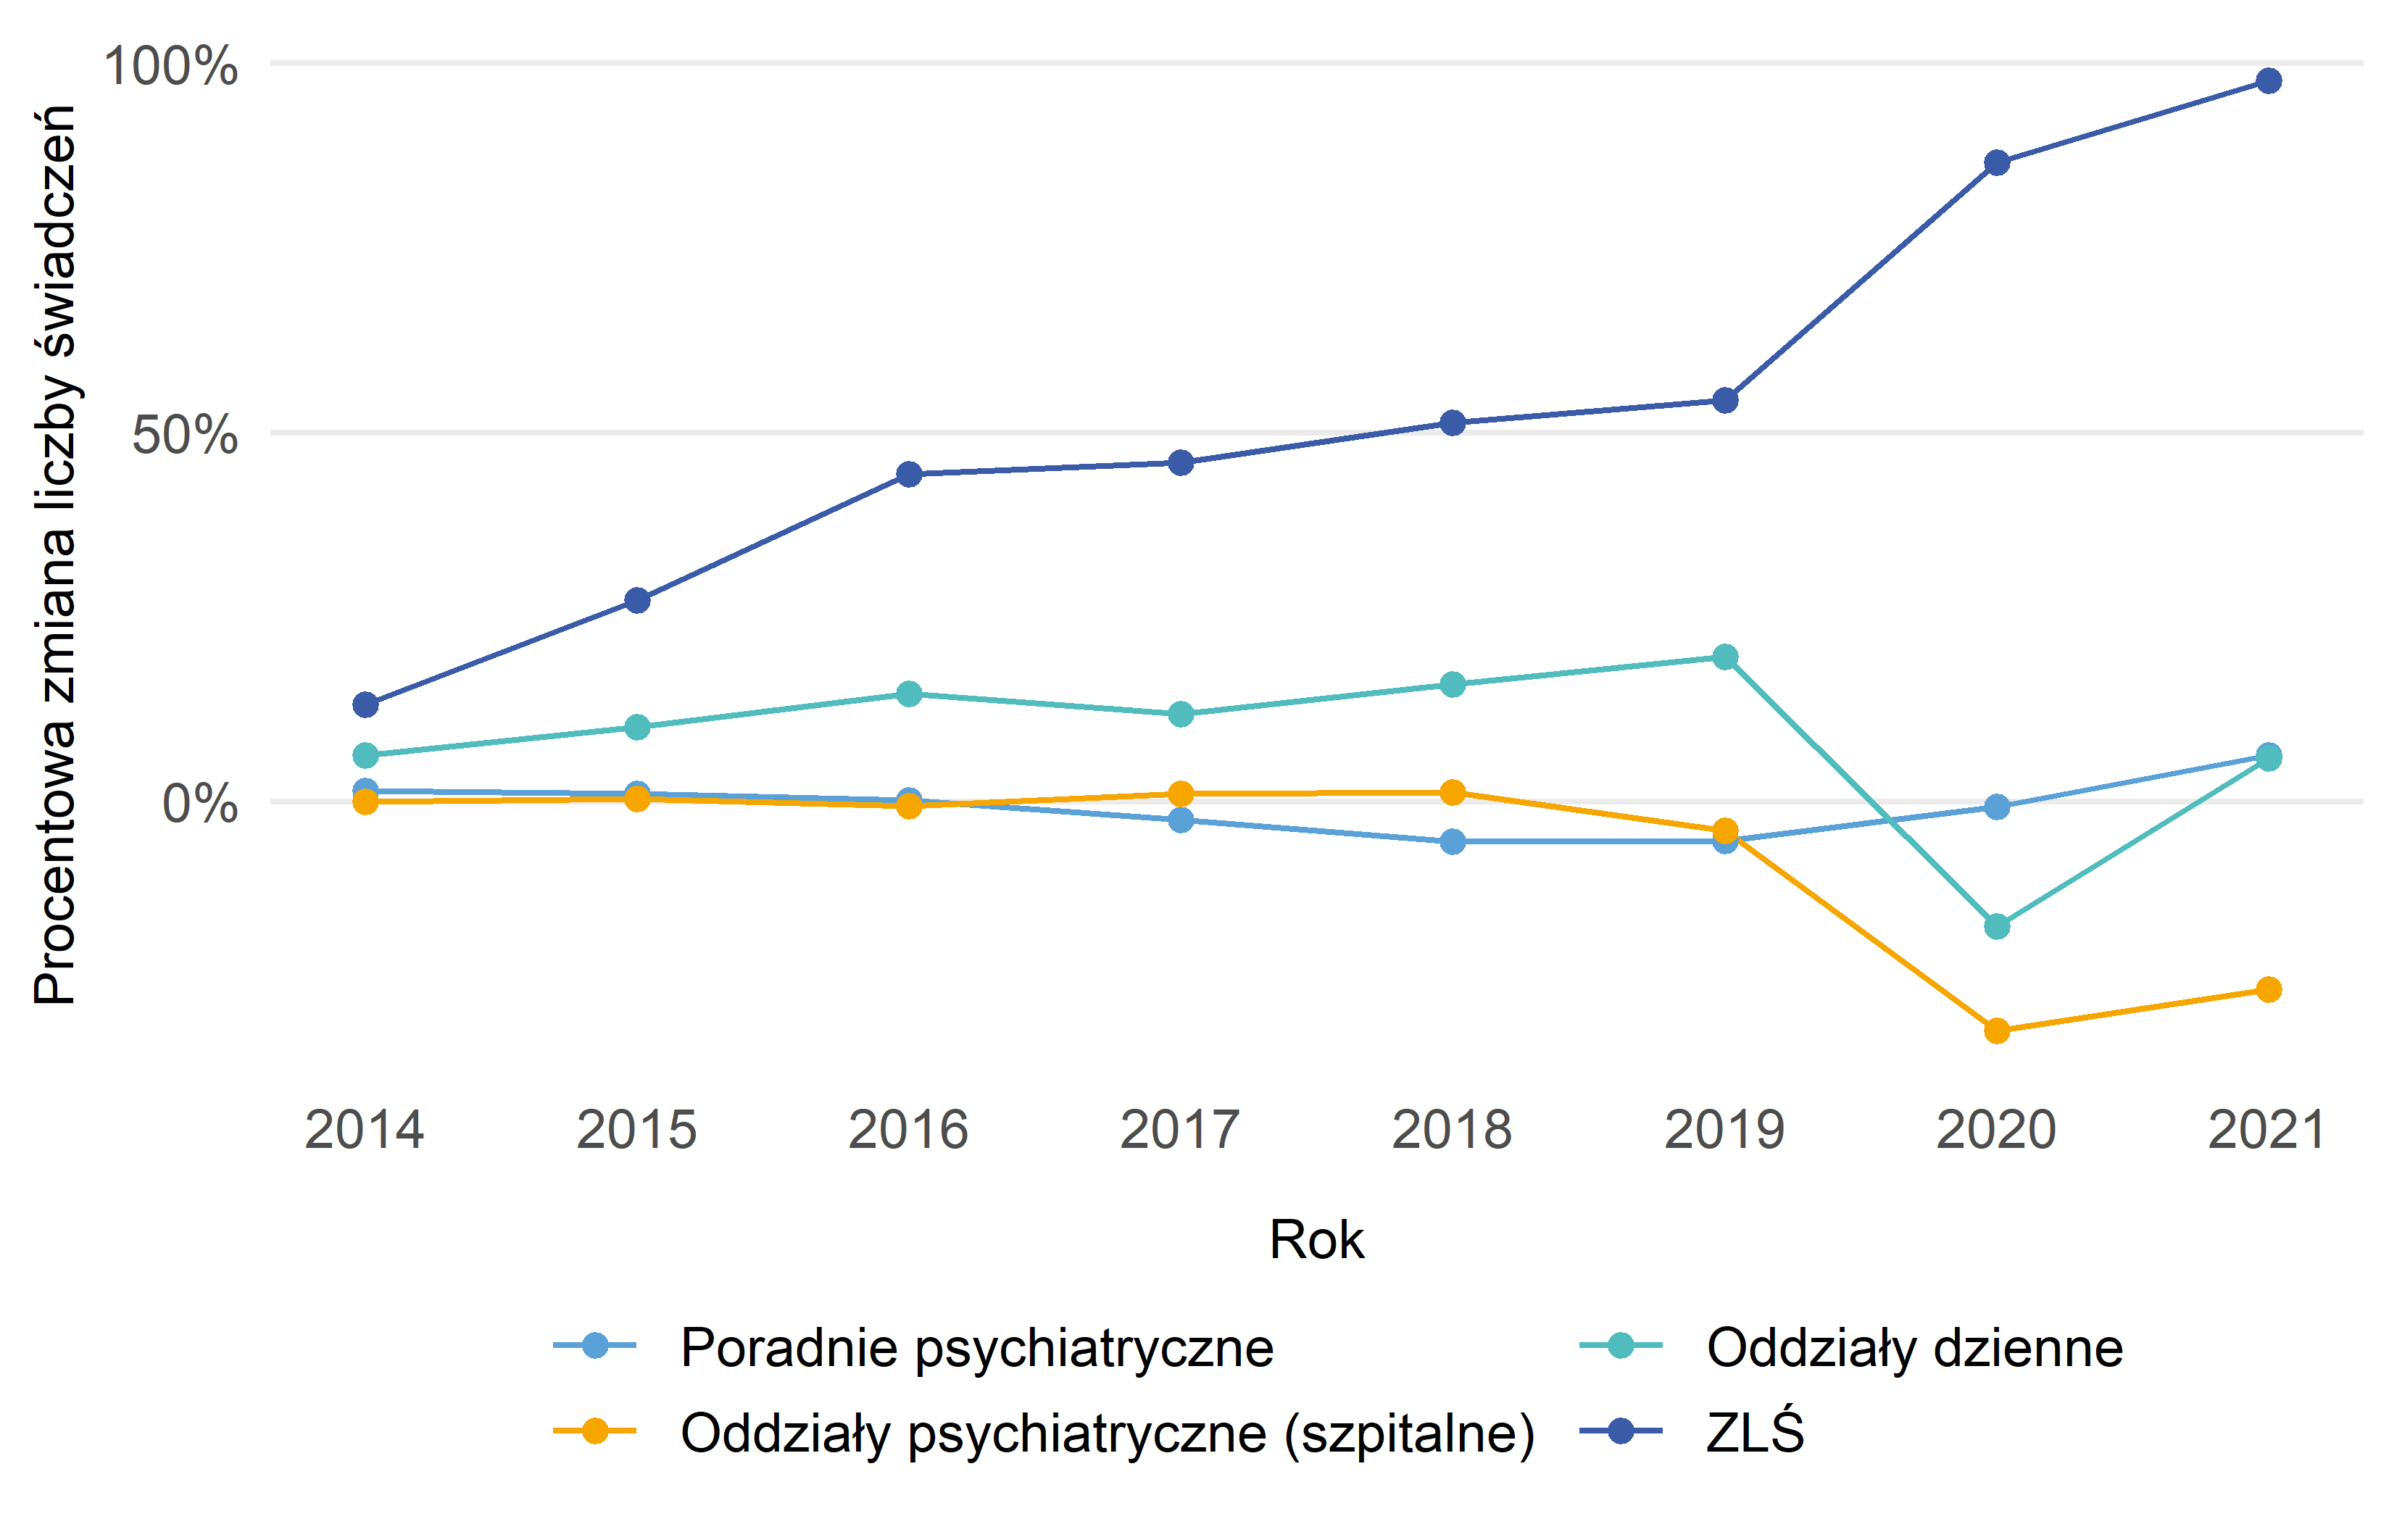 100%
50%
0%
Procentowa zmiana liczby świadczeń
2014 2015 2016 2017 2018 2019 2020 2021
Rok
Poradnie psychiatryczne
Oddziały dzienne
Oddziały psychiatryczne (szpitalne)
ZLŚ